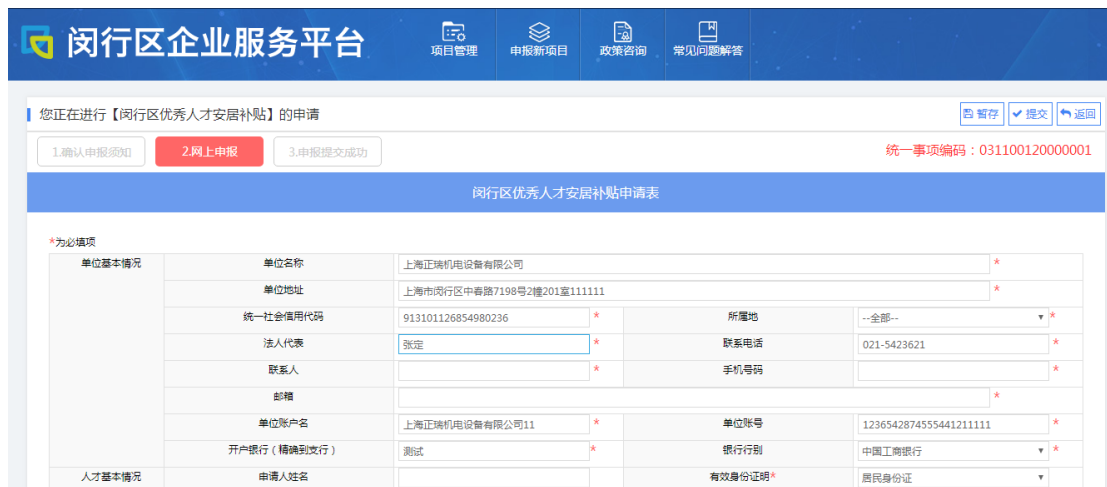 闵行区企业服务平台
项目管理 申报新项目 政策咨询 常见问题解答
您正在进行【闵行区优秀人才安居补贴】的申请 暂存 提交 返回
1.确认申报须知 2.网上申报 3.申报提交成功 统一事项编码：031100120000001
闵行区优秀人才安居补贴申请表
*为必填项
单位基本情况 单位名称 上海正瑞机电设备有限公司 *
单位地址 上海市闵行区中春路7198号2幢201室111111 *
统一社会信用代码 913101126854980236 * 所属地 --全部-- *
法人代表 张定 * 联系电话 021-5423621 *
联系人 * 手机号码 *
邮箱 *
单位账户名 上海正瑞机电设备有限公司11 * 单位账号 1236542874555441211111 *
开户银行（精确到支行） 测试 * 银行行别 中国工商银行 *
人才基本情况 申请人姓名 有效身份证明* 居民身份证